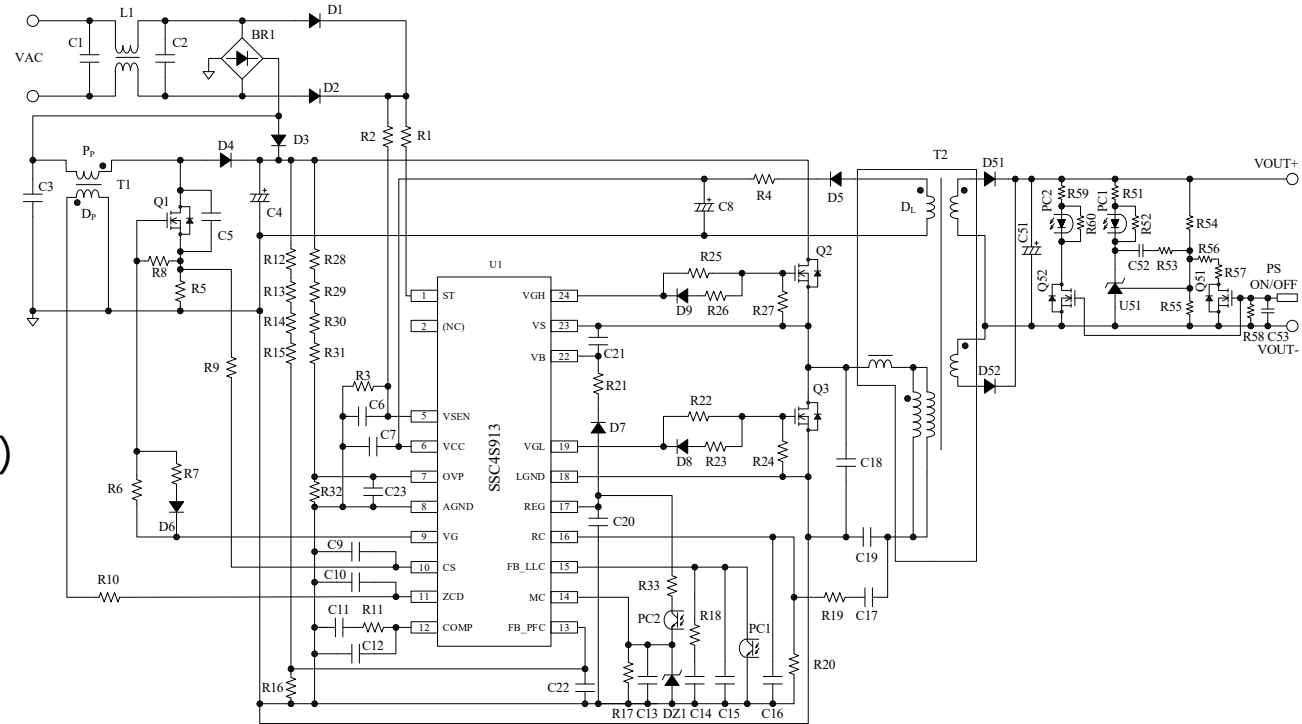 L1
D1
C1
C2
BR1
VAC
D2
R2
R1
D3
PP
D4
T2
D51
VOUT+
T1
C3
DP
Q1
C5
C4
C8
R4
D5
DL
C51
PC2
R59
R60
PC1
R51
R52
R54
C52
R53
R56
R57
Q51
PS
ON/OFF
Q52
U51
R55
R58
C53
VOUT-
R8
R5
R12
R28
R13
R29
R14
R30
R15
R31
U1
SSC4S913
1 ST
2 (NC)
5 VSEN
6 VCC
7 OVP
8 AGND
9 VG
10 CS
11 ZCD
12 COMP
VGH 24
VS 23
VB 22
VGL 19
LGND 18
REG 17
RC 16
FB_LLC 15
MC 14
FB_PFC 13
R25
D9
R26
R27
Q2
C21
R21
D7
R22
D8
R23
R24
Q3
D52
R9
R3
C6
C7
)
R7
R6
D6
R32
C23
C20
C18
C19
R10
C9
C10
C11
R11
C12
R33
PC2
R18
PC1
R19
C17
R20
R16
C22
R17
C13
DZ1
C14
C15
C16